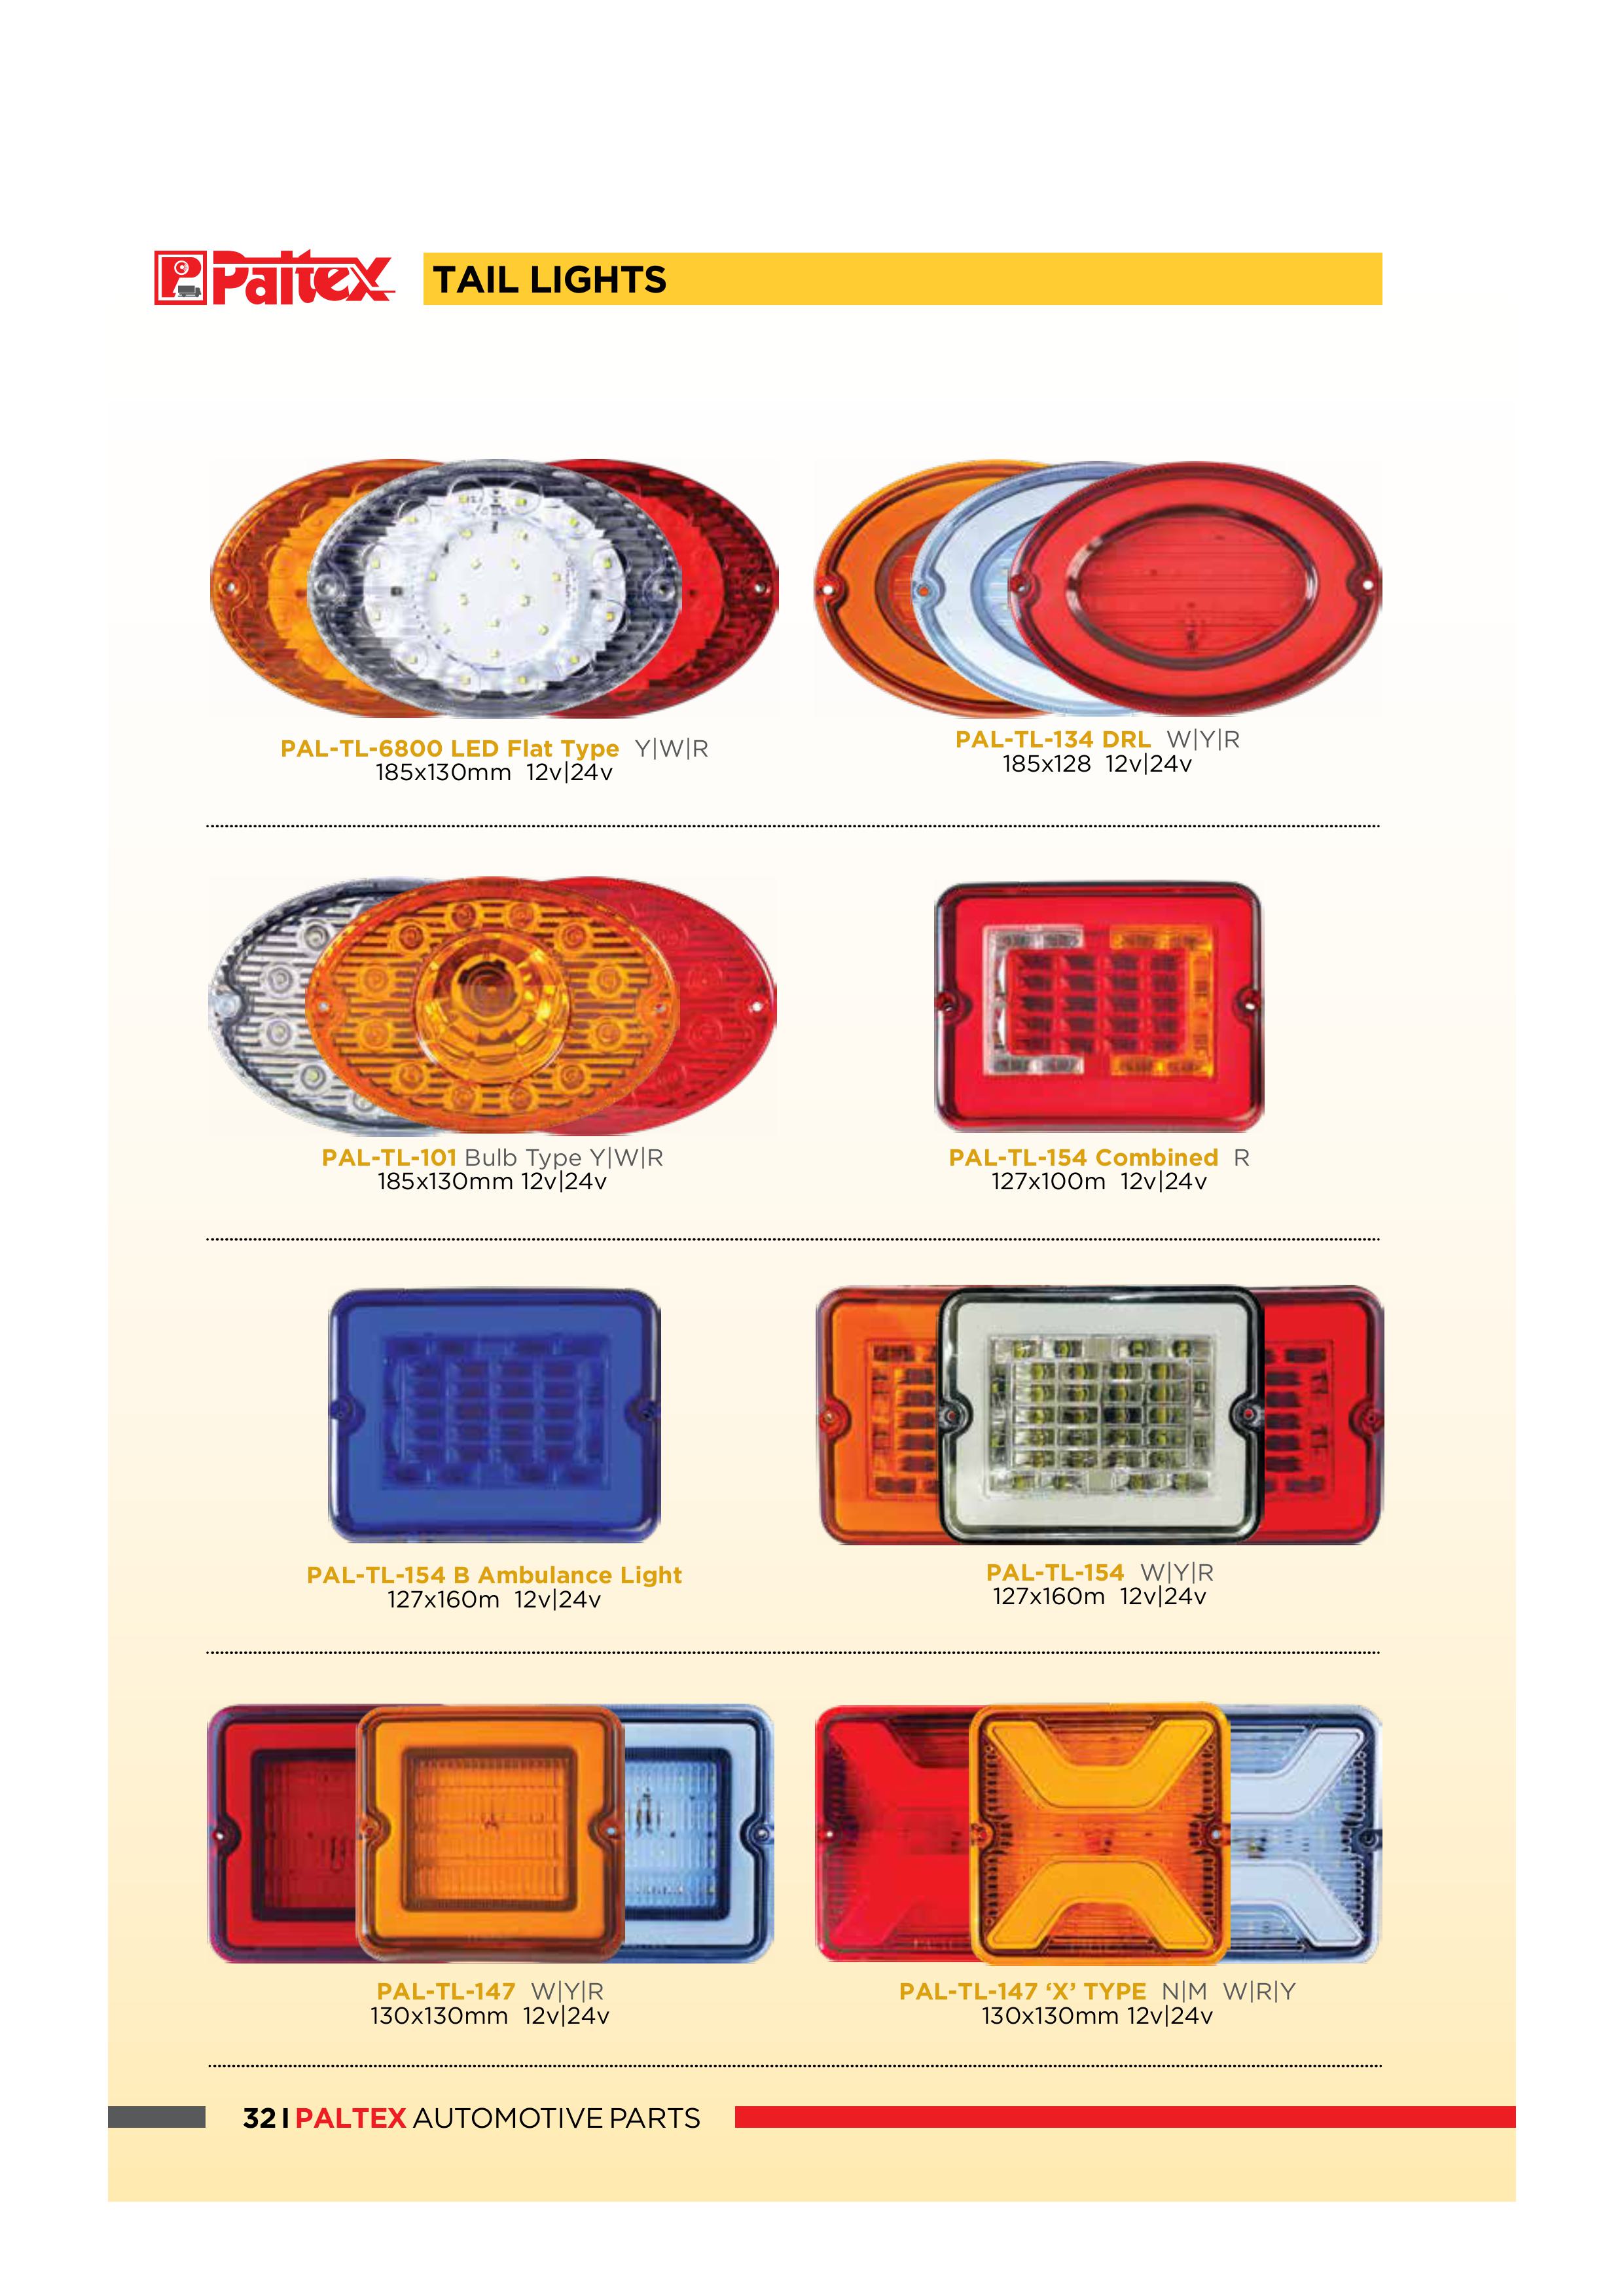 Paltex
TAIL LIGHTS
PAL-TL-6800 LED Flat Type Y|W|R
185x130mm 12v|24v
PAL-TL-134 DRL W|Y|R
185x128 12v|24v
PAL-TL-101 Bulb Type Y|W|R
185x130mm 12v|24v
PAL-TL-154 Combined R
127x100m 12v|24v
PAL-TL-154 B Ambulance Light
127x160m 12v|24v
PAL-TL-154 W|Y|R
127x160m 12v|24v
PAL-TL-147 W|Y|R
130x130mm 12v|24v
PAL-TL-147 ‘X’ TYPE N|M W|R|Y
130x130mm 12v|24v
32 I PALTEX AUTOMOTIVE PARTS